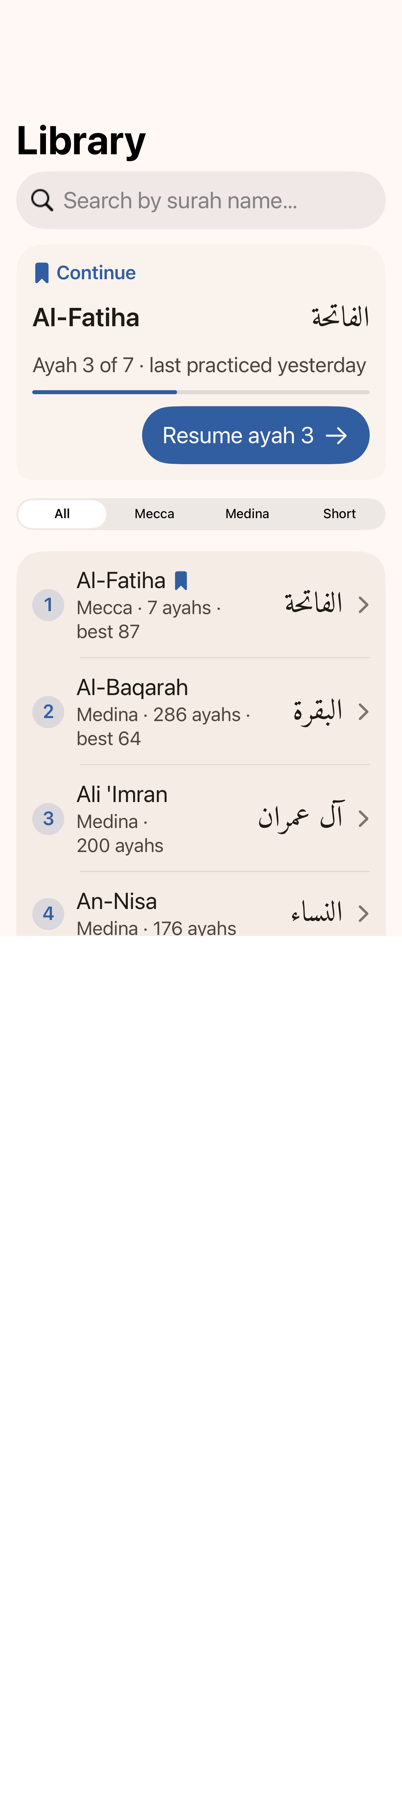 Library
Search by surah name...
Continue
Al-Fatiha الفاتحة
Ayah 3 of 7 · last practiced yesterday
Resume ayah 3 →
All Mecca Medina Short
1 Al-Fatiha الفاتحة
Mecca · 7 ayahs ·
best 87
2 Al-Baqarah البقرة
Medina · 286 ayahs ·
best 64
3 Ali 'Imran آل عمران
Medina ·
200 ayahs
4 An-Nisa النساء
Medina · 176 ayahs